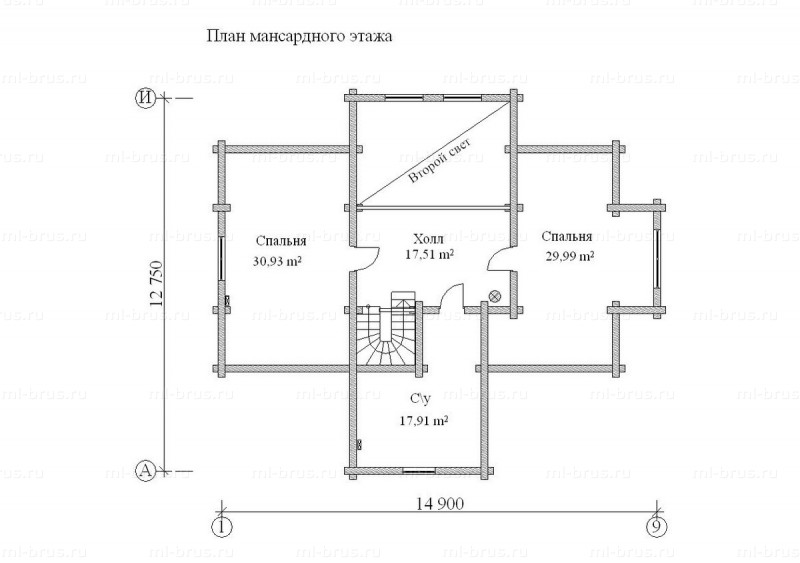 План мансардного этажа
ml-brus.ru
И
Второй свет
Спальня
30,93 m²
Холл
17,51 m²
Спальня
29,99 m²
12 750
С\у
17,91 m²
А
14 900
1
9